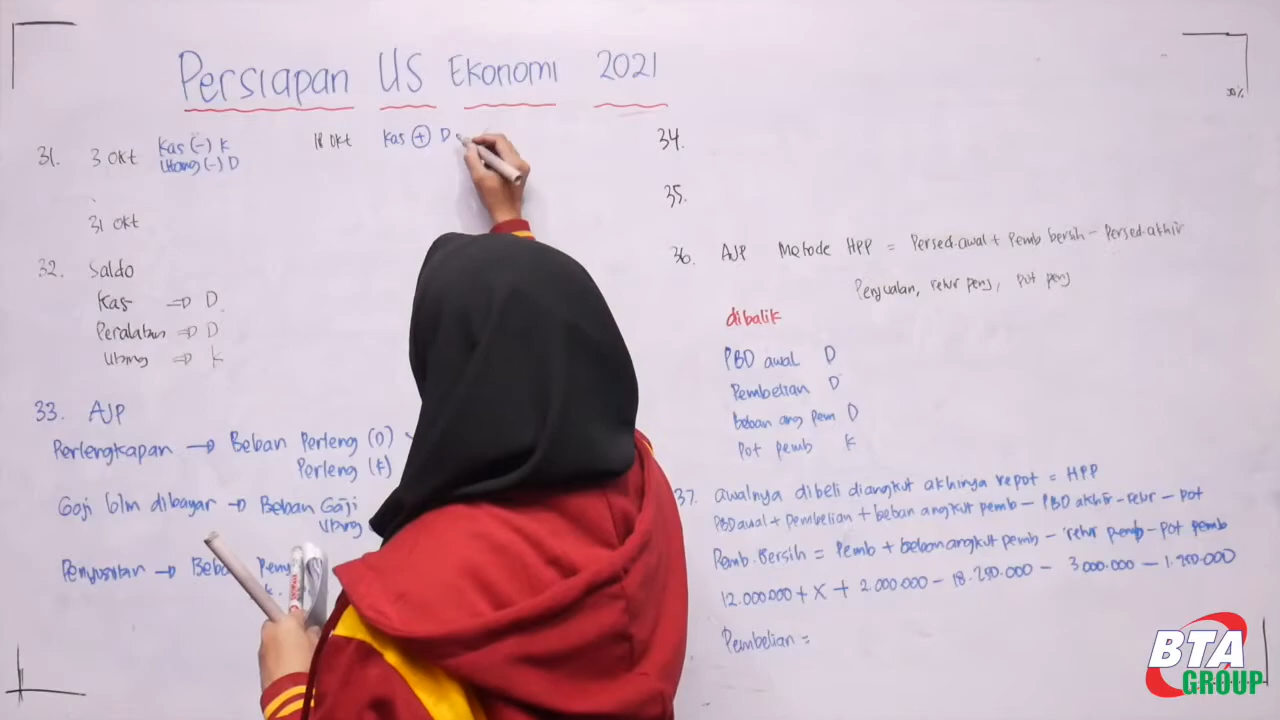 Persiapan US Ekonomi 2021
31. 3 Okt Kas (-) K
Utang (-) D
18 Okt Kas (+) D
31 Okt
32. Saldo
Kas => D
Peralatan => D
Utang => K
33. AJP
Perlengkapan → Beban Perleng (D)
Perleng (K)
Gaji blm dibayar → Beban Gaji
Utang
Penyusutan → Beba Peny
k.
34.
35.
36. AJP Metode HPP = Persed.awal + Pemb bersih - Persed.akhir
Penjualan, retur penj, pot penj
dibalik
PBD awal D
Pembelian D
beban ang pem D
Pot pemb K
37. awalnya dibeli diangkut akhirnya repot = HPP
PBD awal + Pembelian + beban angkut pemb - PBD akhir - retur - pot
Pemb. Bersih = Pemb + beban angkut pemb - retur pemb - pot pemb
12.000.000 + X + 2.000.000 - 18.250.000 - 3.000.000 - 1.250.000
Pembelian =
BTA
GROUP